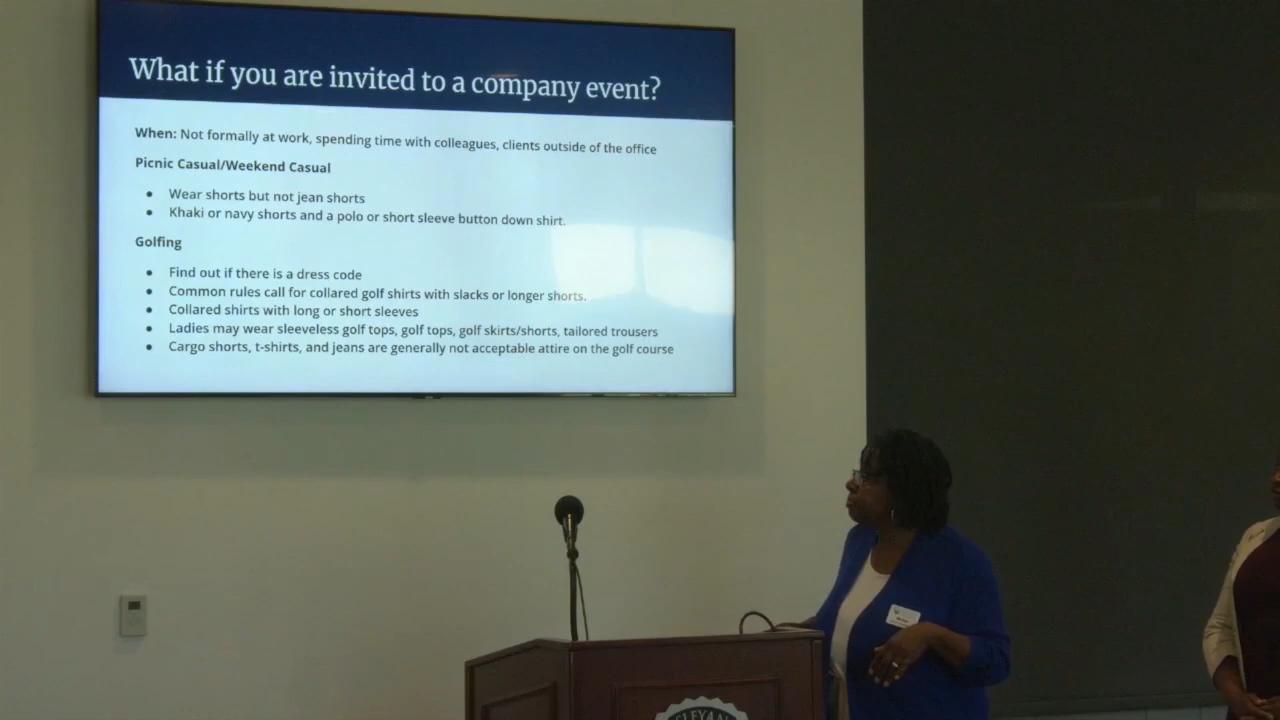 What if you are invited to a company event?
When: Not formally at work, spending time with colleagues, clients outside of the office
Picnic Casual/Weekend Casual
• Wear shorts but not jean shorts
• Khaki or navy shorts and a polo or short sleeve button down shirt.
Golfing
• Find out if there is a dress code
• Common rules call for collared golf shirts with slacks or longer shorts.
• Collared shirts with long or short sleeves
• Ladies may wear sleeveless golf tops, golf tops, golf skirts/shorts, tailored trousers
• Cargo shorts, t-shirts, and jeans are generally not acceptable attire on the golf course